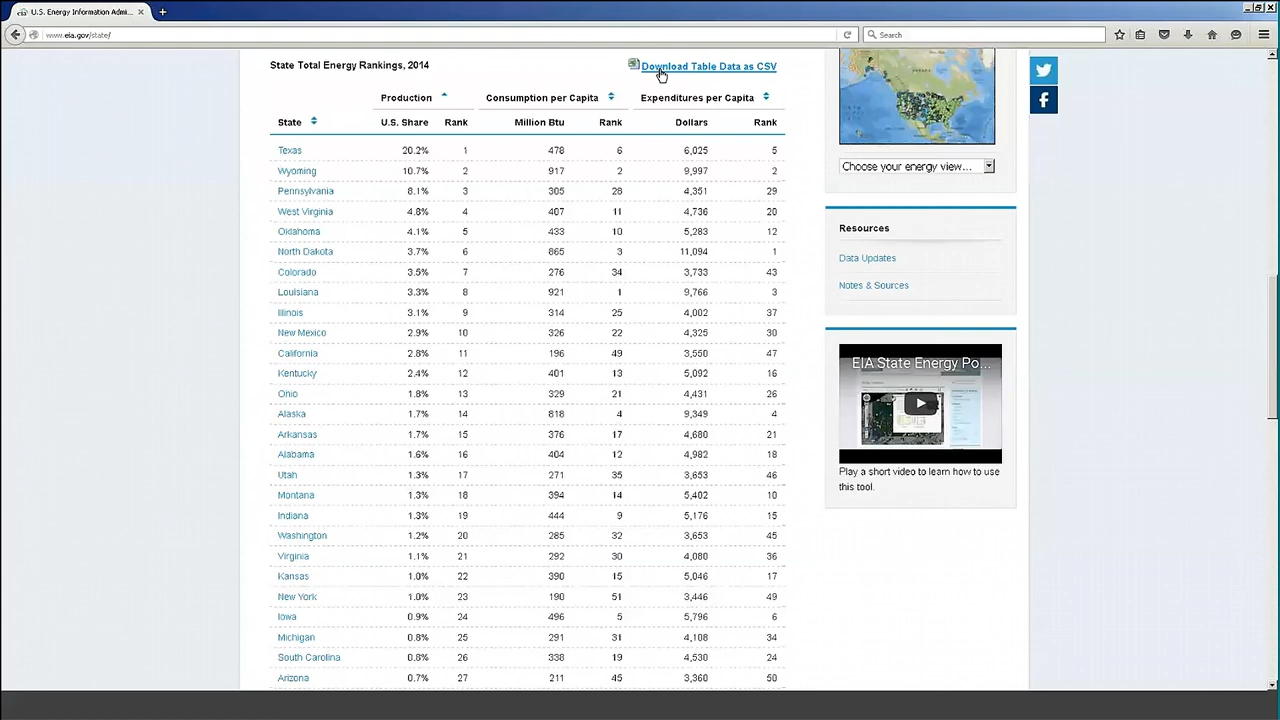 U.S. Energy Information Admi...
www.eia.gov/state/
Search
State Total Energy Rankings, 2014
Download Table Data as CSV
Production Consumption per Capita Expenditures per Capita
State U.S. Share Rank Million Btu Rank Dollars Rank
Texas 20.2% 1 478 6 6,025 5
Wyoming 10.7% 2 917 2 9,997 2
Pennsylvania 8.1% 3 305 28 4,351 29
West Virginia 4.8% 4 407 11 4,736 20
Oklahoma 4.1% 5 433 10 5,283 12
North Dakota 3.7% 6 865 3 11,094 1
Colorado 3.5% 7 276 34 3,733 43
Louisiana 3.3% 8 921 1 9,766 3
Illinois 3.1% 9 314 25 4,002 37
New Mexico 2.9% 10 326 22 4,325 30
California 2.8% 11 196 49 3,550 47
Kentucky 2.4% 12 401 13 5,092 16
Ohio 1.8% 13 329 21 4,431 26
Alaska 1.7% 14 818 4 9,349 4
Arkansas 1.7% 15 376 17 4,680 21
Alabama 1.6% 16 404 12 4,982 18
Utah 1.3% 17 271 35 3,653 46
Montana 1.3% 18 394 14 5,402 10
Indiana 1.3% 19 444 9 5,176 15
Washington 1.2% 20 285 32 3,653 45
Virginia 1.1% 21 292 30 4,080 36
Kansas 1.0% 22 390 15 5,046 17
New York 1.0% 23 190 51 3,446 49
Iowa 0.9% 24 496 5 5,796 6
Michigan 0.8% 25 291 31 4,108 34
South Carolina 0.8% 26 338 19 4,530 24
Arizona 0.7% 27 211 45 3,360 50
Choose your energy view...
Resources
Data Updates
Notes & Sources
EIA State Energy Po...
Play a short video to learn how to use
this tool.